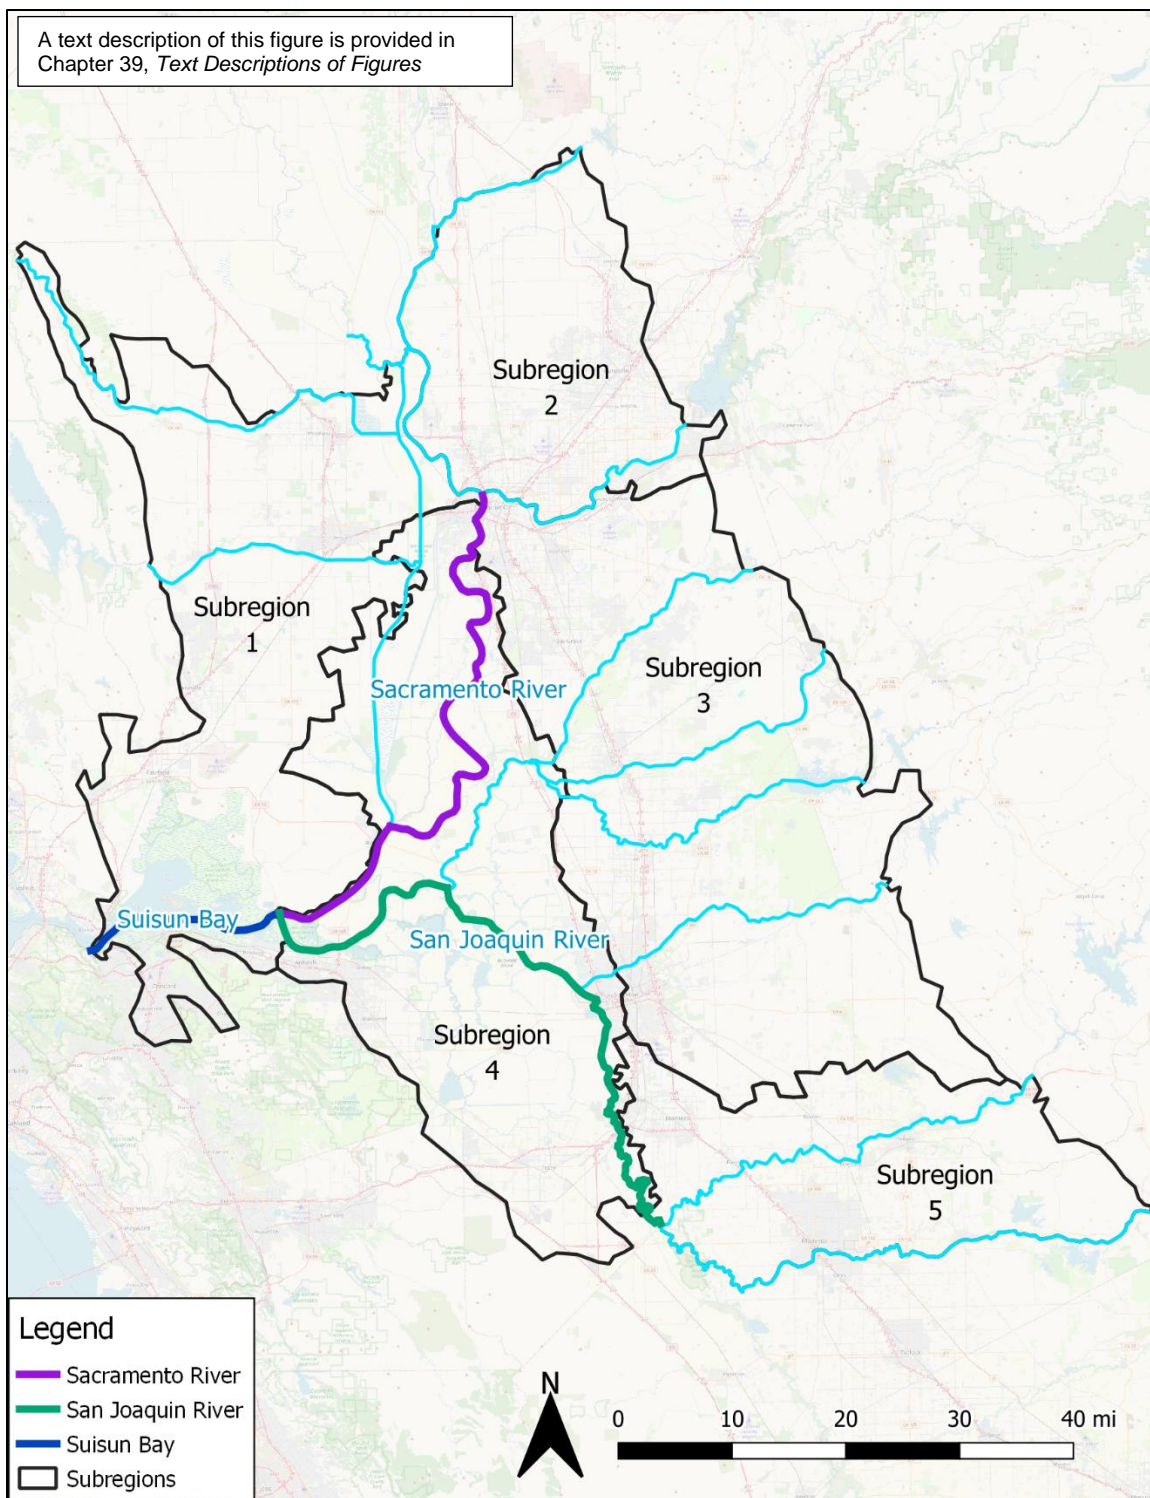 A text description of this figure is provided in
Chapter 39, Text Descriptions of Figures
Subregion
2
Subregion
1
Subregion
3
Sacramento River
Suisun Bay
San Joaquin River
Subregion
4
Subregion
5
Legend
Sacramento River
San Joaquin River
Suisun Bay
Subregions
N
0 10 20 30 40 mi